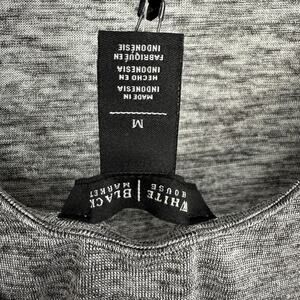 WHITE | BLACK
HOUSE | MARKET
M
MADE IN
INDONESIA
HECHO EN
INDONESIA
FABRIQUÉ EN
INDONÉSIE